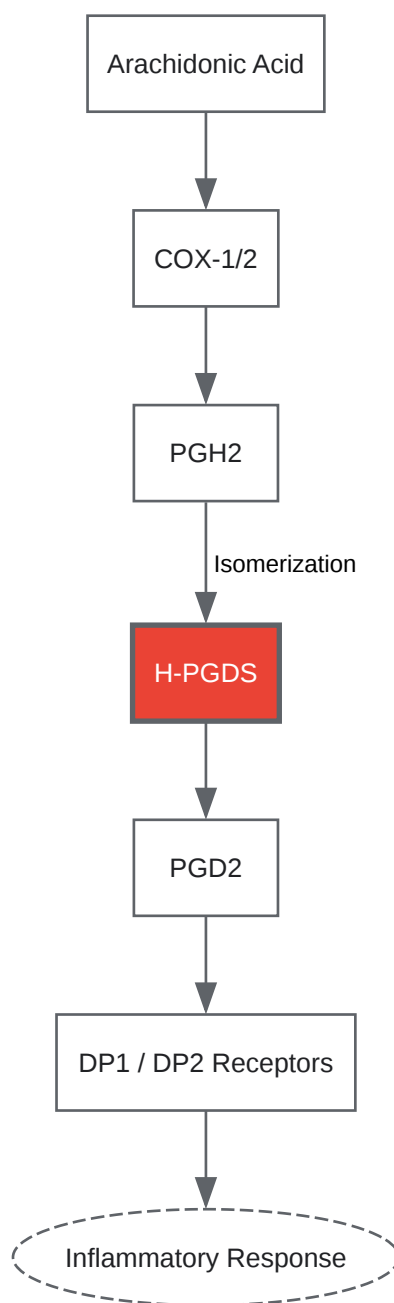 Arachidonic Acid
COX-1/2
PGH2
Isomerization
H-PGDS
PGD2
DP1 / DP2 Receptors
Inflammatory Response